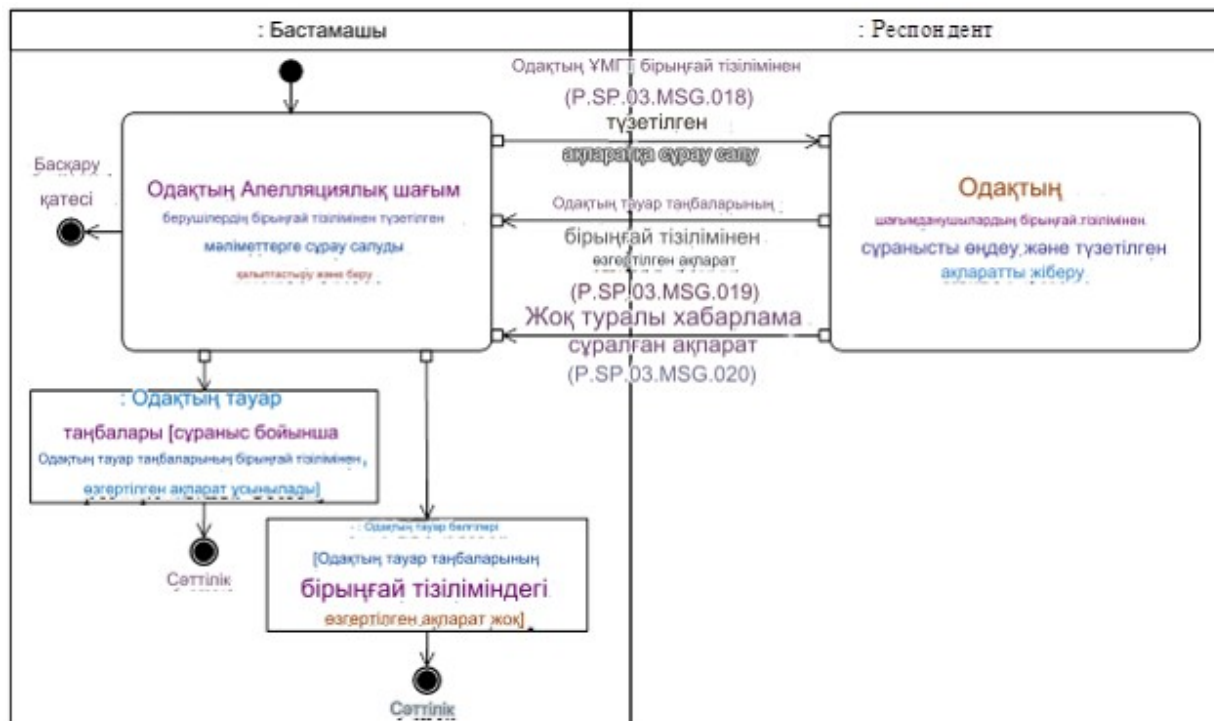 : Бастамашы
: Респондент
Одақтың ҰМГТ бірыңғай тізілімінен
(P.SP.03.MSG.018)
түзетілген
ақпаратқа сұрау салу
Басқару
қатесі
Одақтың Апелляциялық шағым
берушілердің бірыңғай тізілімінен түзетілген
мәліметтерге сұрау салуды
қалыптастыру және беру
Одақтың тауар таңбаларының
бірыңғай тізілімінен
өзгертілген ақпарат
(P.SP.03.MSG.019)
Жоқ туралы хабарлама
сұралған ақпарат
(P.SP.03.MSG.020)
Одақтың
шағымданушылардың бірыңғай тізілімінен
сұранысты өңдеу және түзетілген
ақпаратты жіберу
: Одақтың тауар
таңбалары [сұраныс бойынша
Одақтың тауар таңбаларының бірыңғай тізілімінен
өзгертілген ақпарат ұсынылады]
Сәттілік
: Одақтың тауар белгілері
[Одақтың тауар таңбаларының
бірыңғай тізіліміндегі
өзгертілген ақпарат жоқ]
Сәттілік